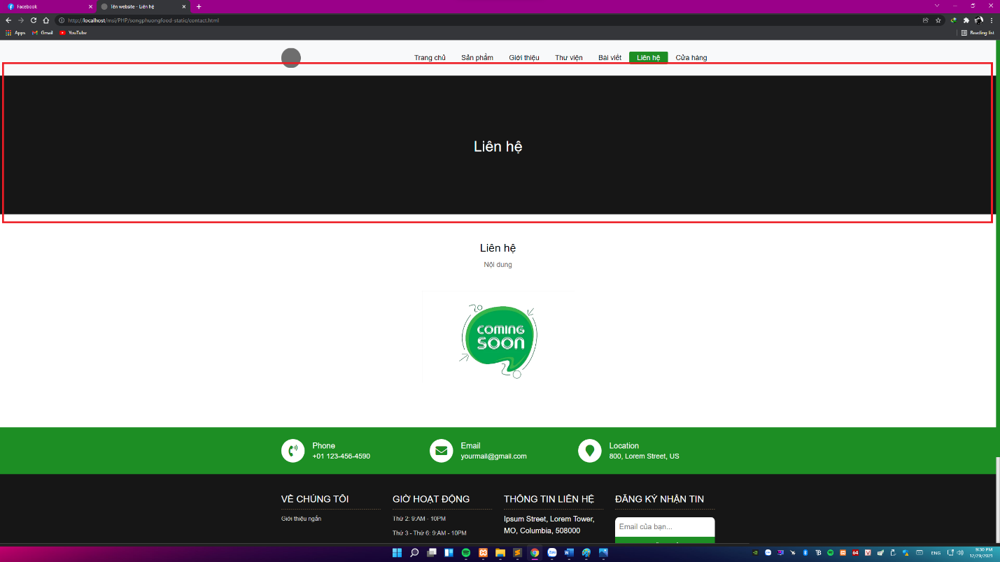 Facebook
Tên website - Liên hệ
http://localhost/msi/PHP/songphuongfood-static/contact.html
Apps
Gmail
YouTube
Reading list
Trang chủ
Sản phẩm
Giới thiệu
Thư viện
Bài viết
Liên hệ
Cửa hàng
Liên hệ
Liên hệ
Nội dung
COMING
SOON
Phone
+01 123-456-4590
Email
yourmail@gmail.com
Location
800, Lorem Street, US
VỀ CHÚNG TÔI
Giới thiệu ngắn
GIỜ HOẠT ĐỘNG
Thứ 2: 9:AM - 10PM
Thứ 3 - Thứ 6: 9:AM - 10PM
THÔNG TIN LIÊN HỆ
Ipsum Street, Lorem Tower,
MO, Columbia, 508000
ĐĂNG KÝ NHẬN TIN
Email của bạn...
Zalo
64
ENG
9:30 PM
12/29/2021